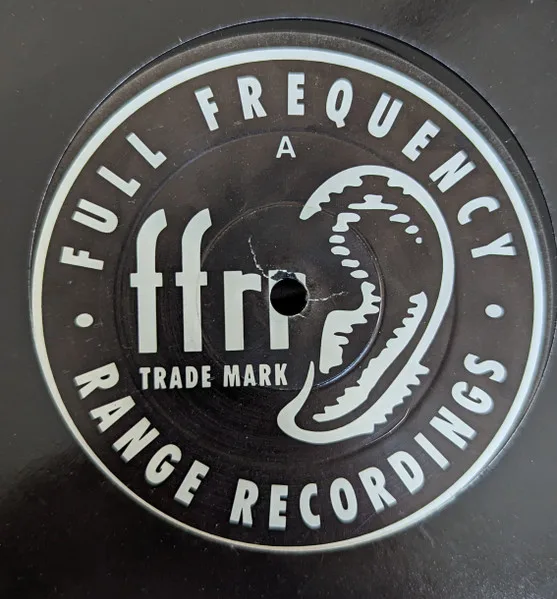 FULL FREQUENCY
A
ffrr
TRADE MARK
• RANGE RECORDINGS •